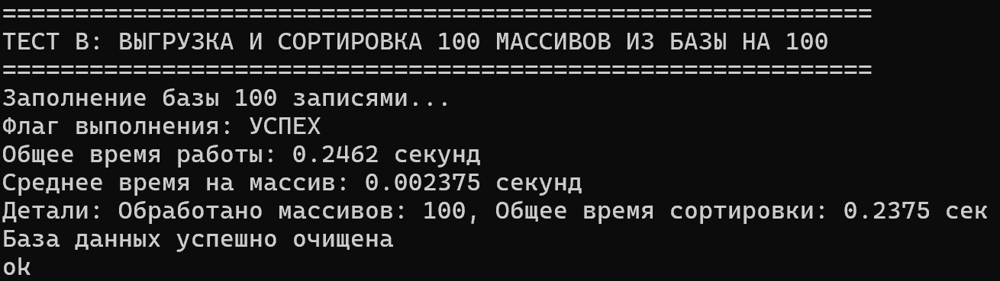 ============================================================
ТЕСТ B: ВЫГРУЗКА И СОРТИРОВКА 100 МАССИВОВ ИЗ БАЗЫ НА 100
============================================================
Заполнение базы 100 записями...
Флаг выполнения: УСПЕХ
Общее время работы: 0.2462 секунд
Среднее время на массив: 0.002375 секунд
Детали: Обработано массивов: 100, Общее время сортировки: 0.2375 сек
База данных успешно очищена
ok